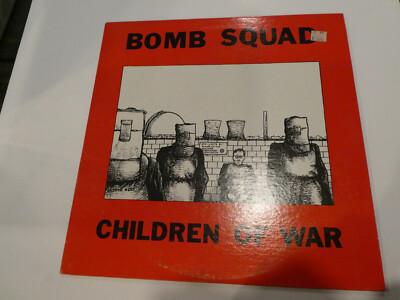 BOMB SQUAD
CHILDREN OF WAR